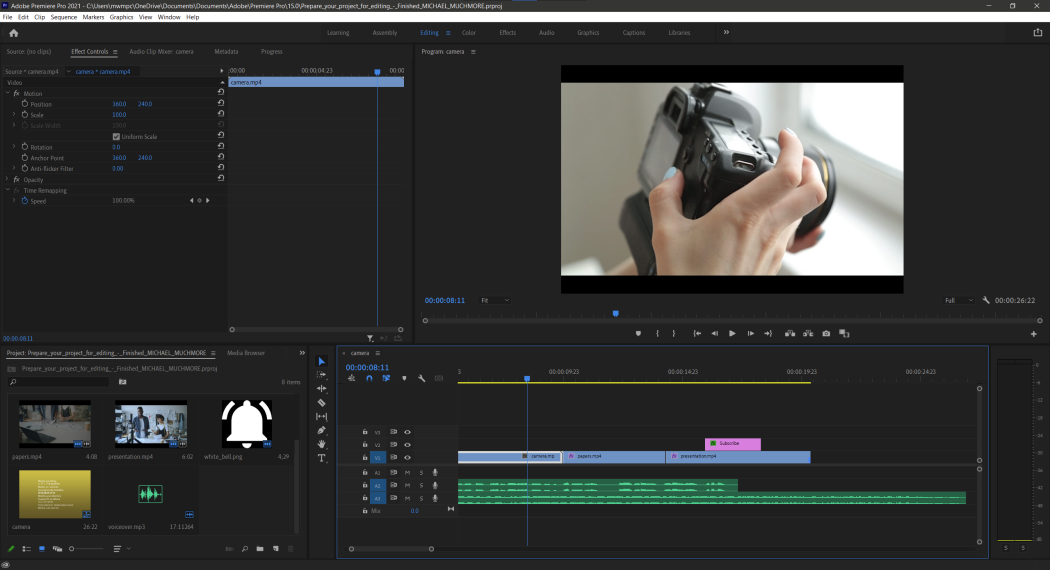 Adobe Premiere Pro 2021 - C:\Users\mwmpc\OneDrive\Documents\Documents\Adobe\Premiere Pro\15.0\Prepare_your_project_for_editing_-_Finished_MICHAEL_MUCHMORE.prproj
File Edit Clip Sequence Markers Graphics View Window Help
Learning Assembly Editing Color Effects Audio Graphics Captions Libraries
Source: (no clips) Effect Controls Audio Clip Mixer: camera Metadata Progress
Program: camera
Source * camera.mp4 camera * camera.mp4
:00:00 00:00:04:23 00:00
Video
camera.mp4
fx Motion
Position 360.0 240.0
Scale 100.0
Scale Width 100.0
Uniform Scale
Rotation 0.0
Anchor Point 360.0 240.0
Anti-flicker Filter 0.00
fx Opacity
Time Remapping
Speed 100.00%
00:00:08:11 Fit Full 00:00:26:22
00:00:08:11
Project: Prepare_your_project_for_editing_-_Finished_MICHAEL_MUCHMORE Media Browser
Prepare_your_project_for_editing_-_Finished_MICHAEL_MUCHMORE.prproj
8 items
papers.mp4 4:08 presentation.mp4 6:02 white_bell.png 4;29
camera 26:22 voiceover.mp3 17:11264
camera
00:00:08:11
00:00:09:23 00:00:14:23 00:00:19:23 00:00:24:23
V3
V2 Subscribe
V1 camera.mp papers.mp4 presentation.mp4
A1 M S
A2 M S
A3 M S
Mix 0.0
S S